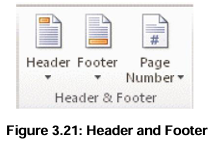 #
Header Footer Page
Number
Header & Footer
Figure 3.21: Header and Footer